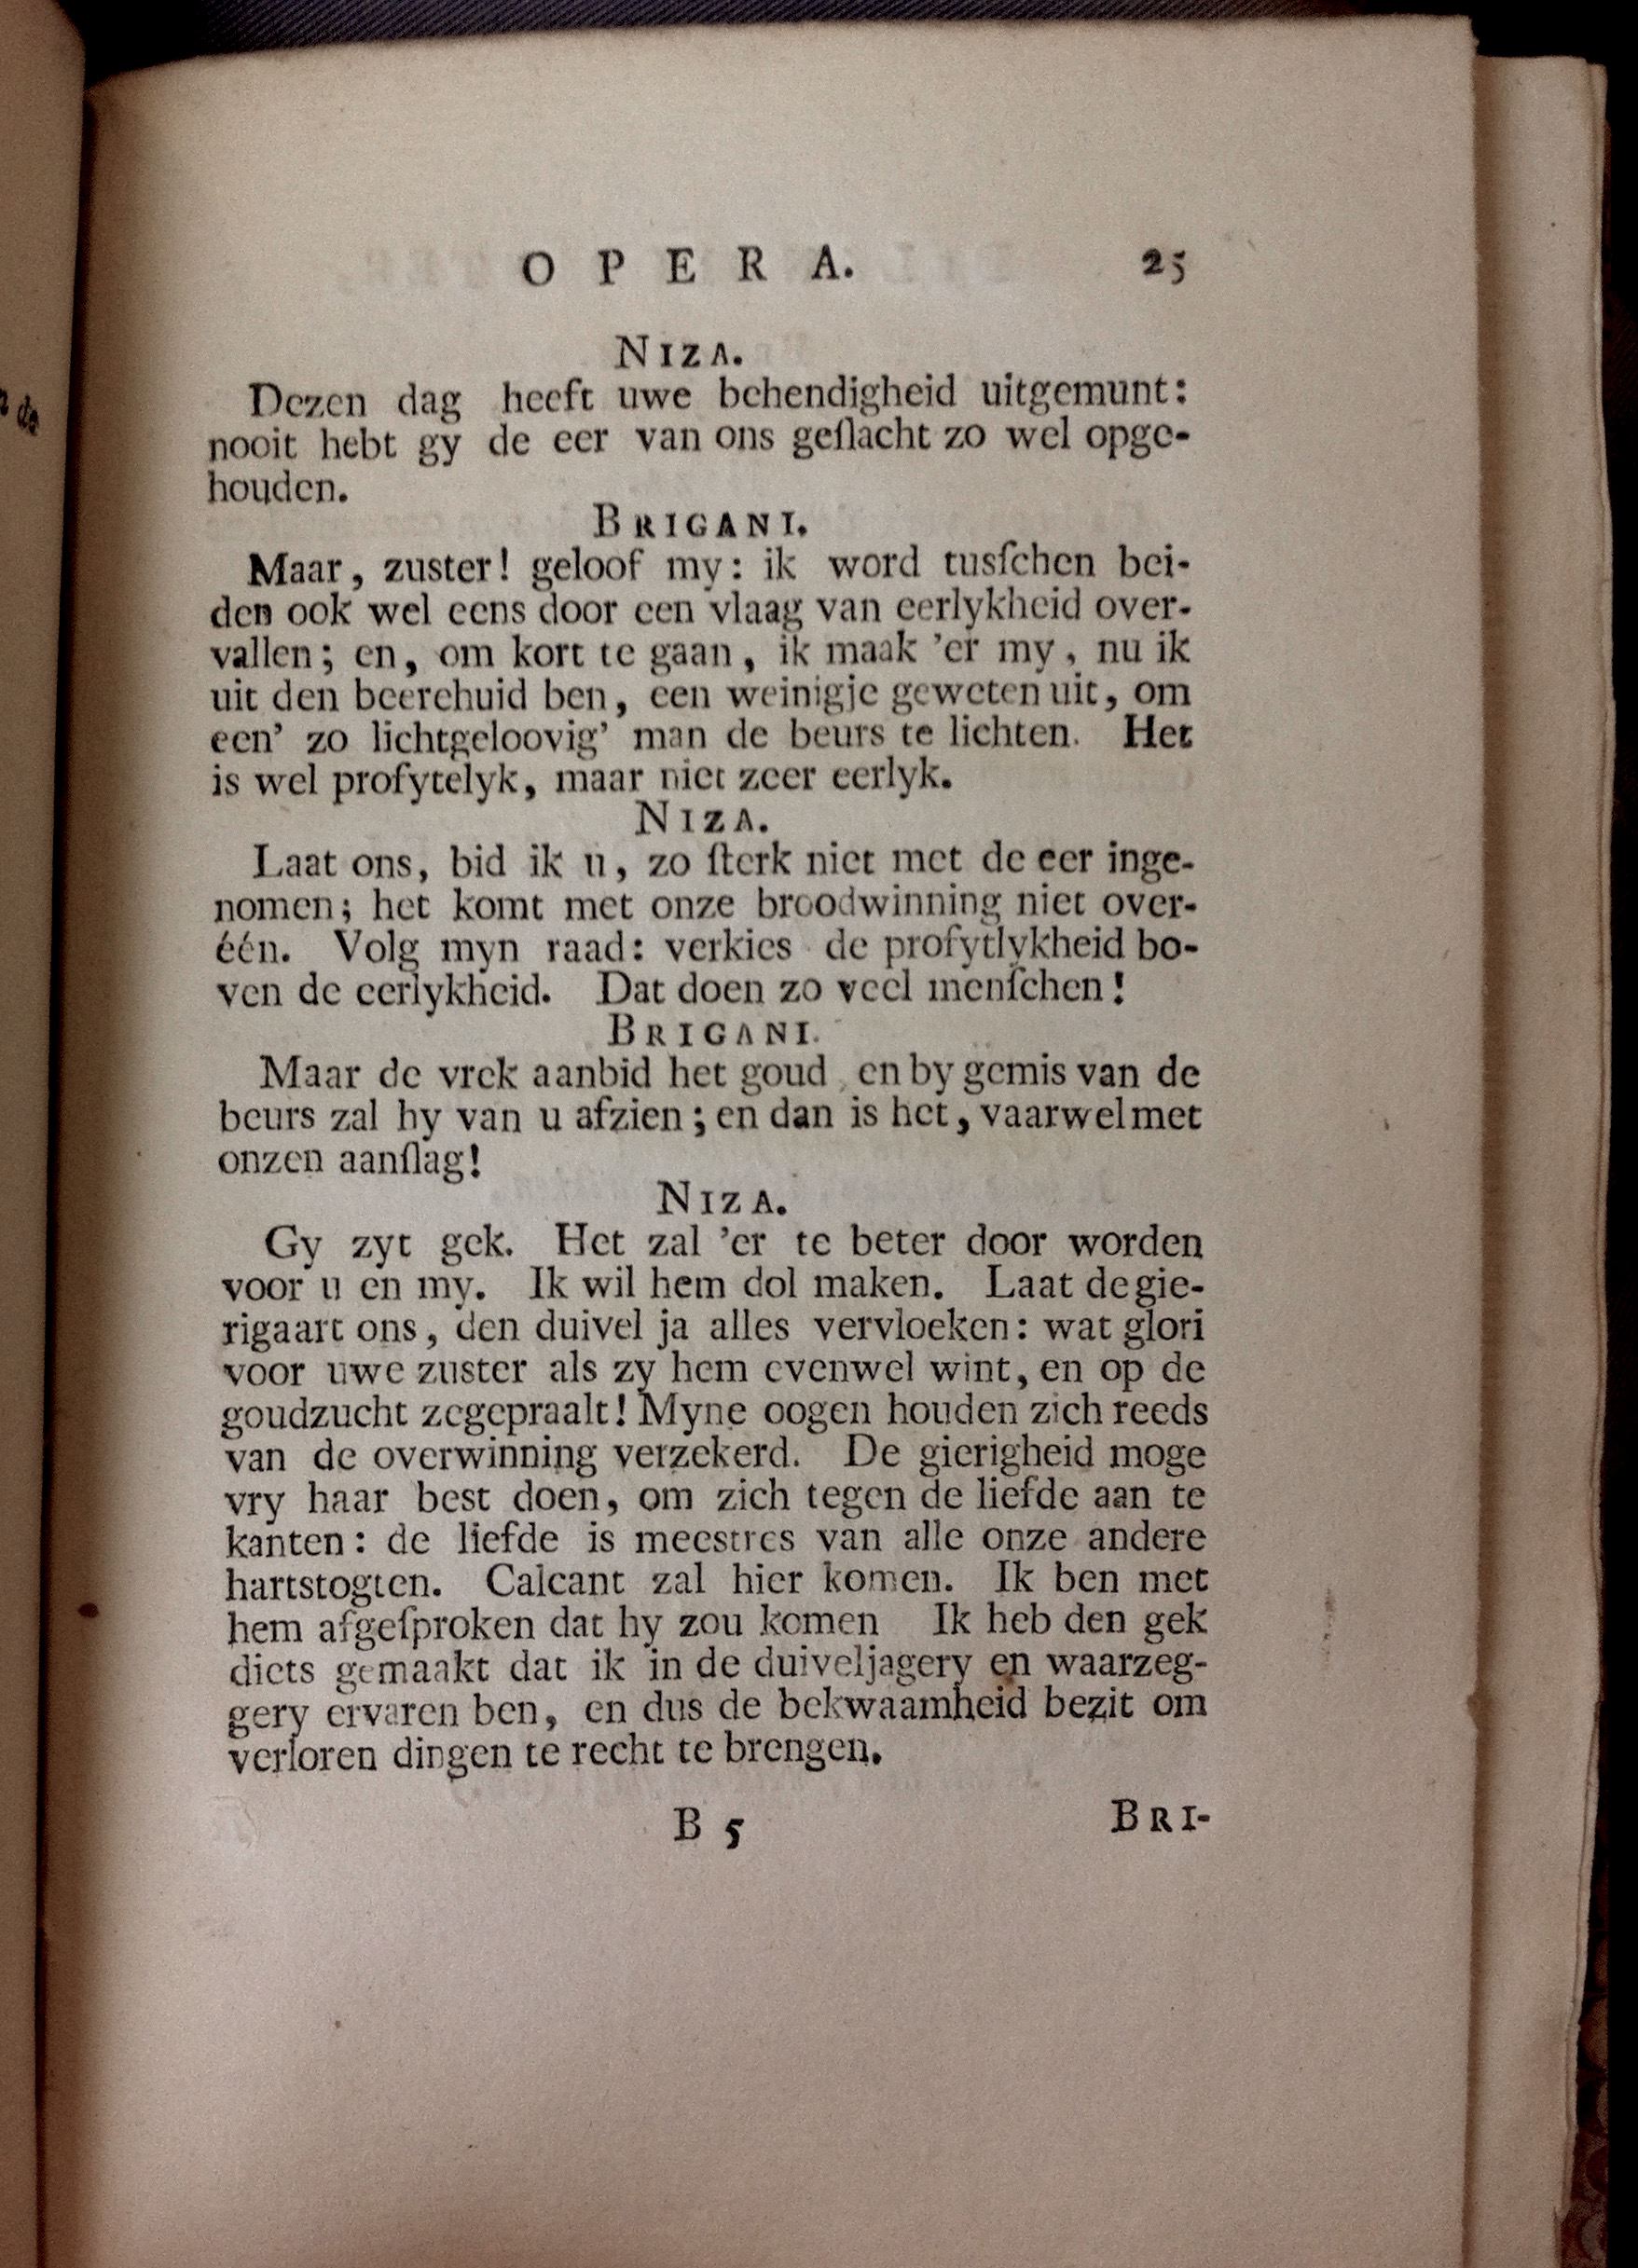 OPERA. 25
NIZA.
Dezen dag heeft uwe behendigheid uitgemunt:
nooit hebt gy de eer van ons geſlacht zo wel opge-
houden.
BRIGANI.
Maar, zuster! geloof my: ik word tusſchen bei-
den ook wel eens door een vlaag van eerlykheid over-
vallen; en, om kort te gaan, ik maak 'er my, nu ik
uit den beerehuid ben, een weinigje geweten uit, om
een' zo lichtgeloovig' man de beurs te lichten. Het
is wel profytelyk, maar niet zeer eerlyk.
NIZA.
Laat ons, bid ik u, zo ſterk niet met de eer inge-
nomen; het komt met onze broodwinning niet over-
één. Volg myn raad: verkies de profytlykheid bo-
ven de eerlykheid. Dat doen zo veel menſchen!
BRIGANI.
Maar de vrek aanbid het goud, en by gemis van de
beurs zal hy van u afzien; en dan is het, vaarwel met
onzen aanſlag!
NIZA.
Gy zyt gek. Het zal 'er te beter door worden
voor u en my. Ik wil hem dol maken. Laat de gie-
rigaart ons, den duivel ja alles vervloeken: wat glori
voor uwe zuster als zy hem evenwel wint, en op de
goudzucht zegepraalt! Myne oogen houden zich reeds
van de overwinning verzekerd. De gierigheid moge
vry haar best doen, om zich tegen de liefde aan te
kanten: de liefde is meestres van alle onze andere
hartstogten. Calcant zal hier komen. Ik ben met
hem afgeſproken dat hy zou komen Ik heb den gek
diets gemaakt dat ik in de duiveljagery en waarzeg-
gery ervaren ben, en dus de bekwaamheid bezit om
verloren dingen te recht te brengen.
B 5 BRI-